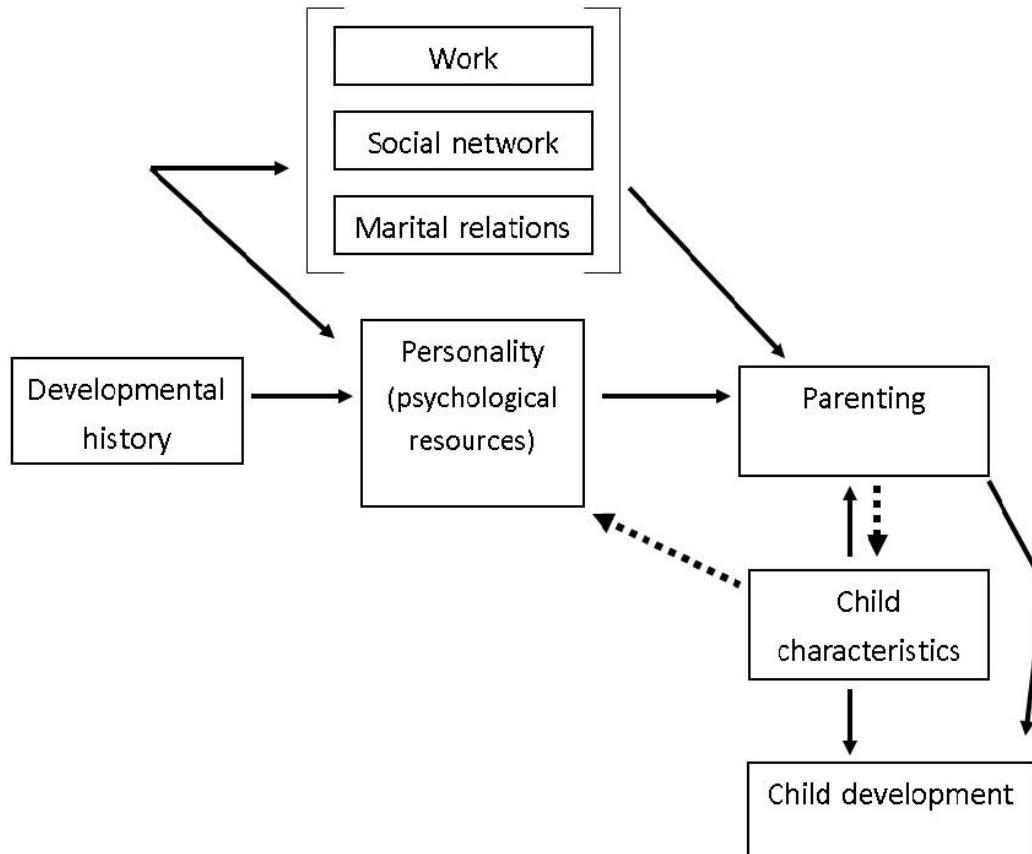 Work
Social network
Marital relations
Developmental
history
Personality
(psychological
resources)
Parenting
Child
characteristics
Child development